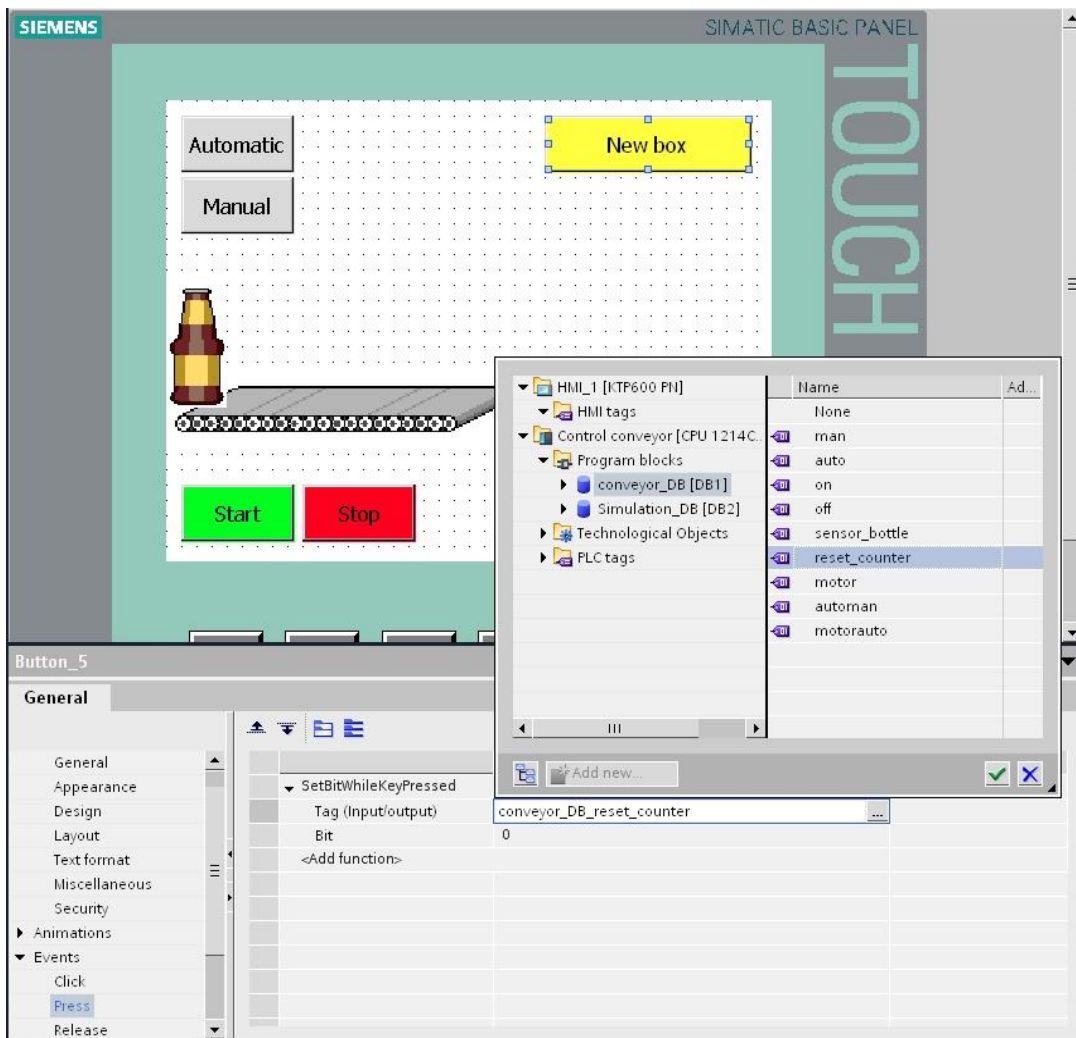 SIEMENS
SIMATIC BASIC PANEL
TOUCH
Automatic
New box
Manual
Start
Stop
HMI_1 [KTP600 PN]
HMI tags
Control conveyor [CPU 1214C..
Program blocks
conveyor_DB [DB1]
Simulation_DB [DB2]
Technological Objects
PLC tags
Name Ad...
None
man
auto
on
off
sensor_bottle
reset_counter
motor
automan
motorauto
Add new...
Button_5
General
General
Appearance
Design
Layout
Text format
Miscellaneous
Security
Animations
Events
Click
Press
Release
SetBitWhileKeyPressed
Tag (Input/output) conveyor_DB_reset_counter ...
Bit 0
<Add function>